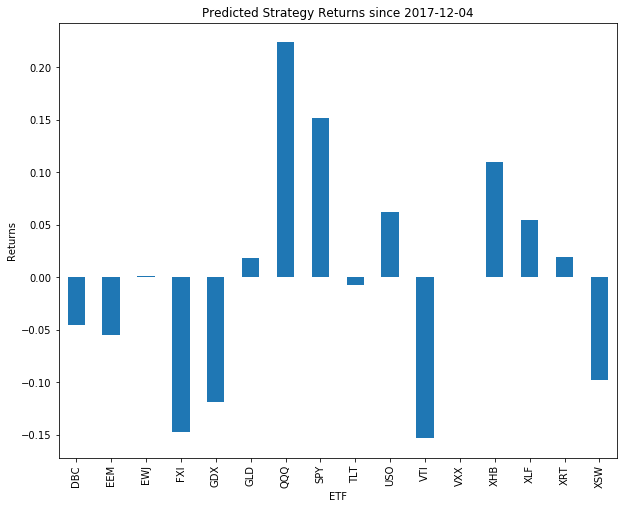 Predicted Strategy Returns since 2017-12-04
Returns
0.20
0.15
0.10
0.05
0.00
−0.05
−0.10
−0.15
DBC
EEM
EWJ
FXI
GDX
GLD
QQQ
SPY
TLT
USO
VTI
VXX
XHB
XLF
XRT
XSW
ETF